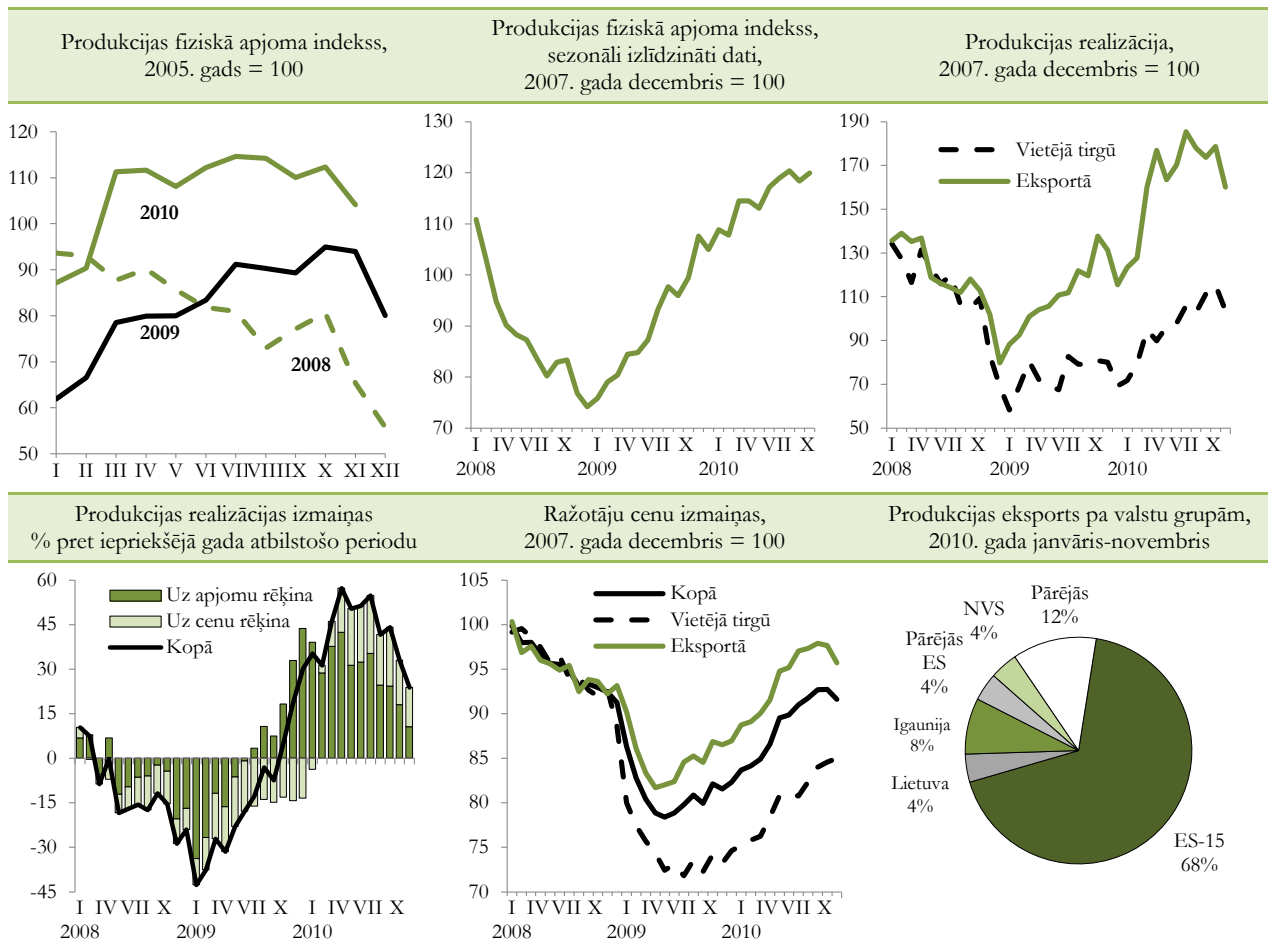 Produkcijas fiziskā apjoma indekss,
2005. gads = 100
Produkcijas fiziskā apjoma indekss,
sezonāli izlīdzināti dati,
2007. gada decembris = 100
Produkcijas realizācija,
2007. gada decembris = 100
120
110
100
90
80
70
60
50
2010
2009
2008
I II III IV V VI VII VIII IX X XI XII
130
120
110
100
90
80
70
I IV VII X I IV VII X I IV VII X
2008 2009 2010
190
170
150
130
110
90
70
50
Vietējā tirgū
Eksportā
I IV VII X I IV VII X I IV VII X
2008 2009 2010
Produkcijas realizācijas izmaiņas
% pret iepriekšējā gada atbilstošo periodu
Ražotāju cenu izmaiņas,
2007. gada decembris = 100
Produkcijas eksports pa valstu grupām,
2010. gada janvāris-novembris
60
45
30
15
0
-15
-30
-45
Uz apjomu rēķina
Uz cenu rēķina
Kopā
I IV VII X I IV VII X I IV VII X
2008 2009 2010
105
100
95
90
85
80
75
70
Kopā
Vietējā tirgū
Eksportā
I IV VII X I IV VII X I IV VII X
2008 2009 2010
Pārējās
12%
NVS
4%
Pārējās
ES
4%
Igaunija
8%
Lietuva
4%
ES-15
68%